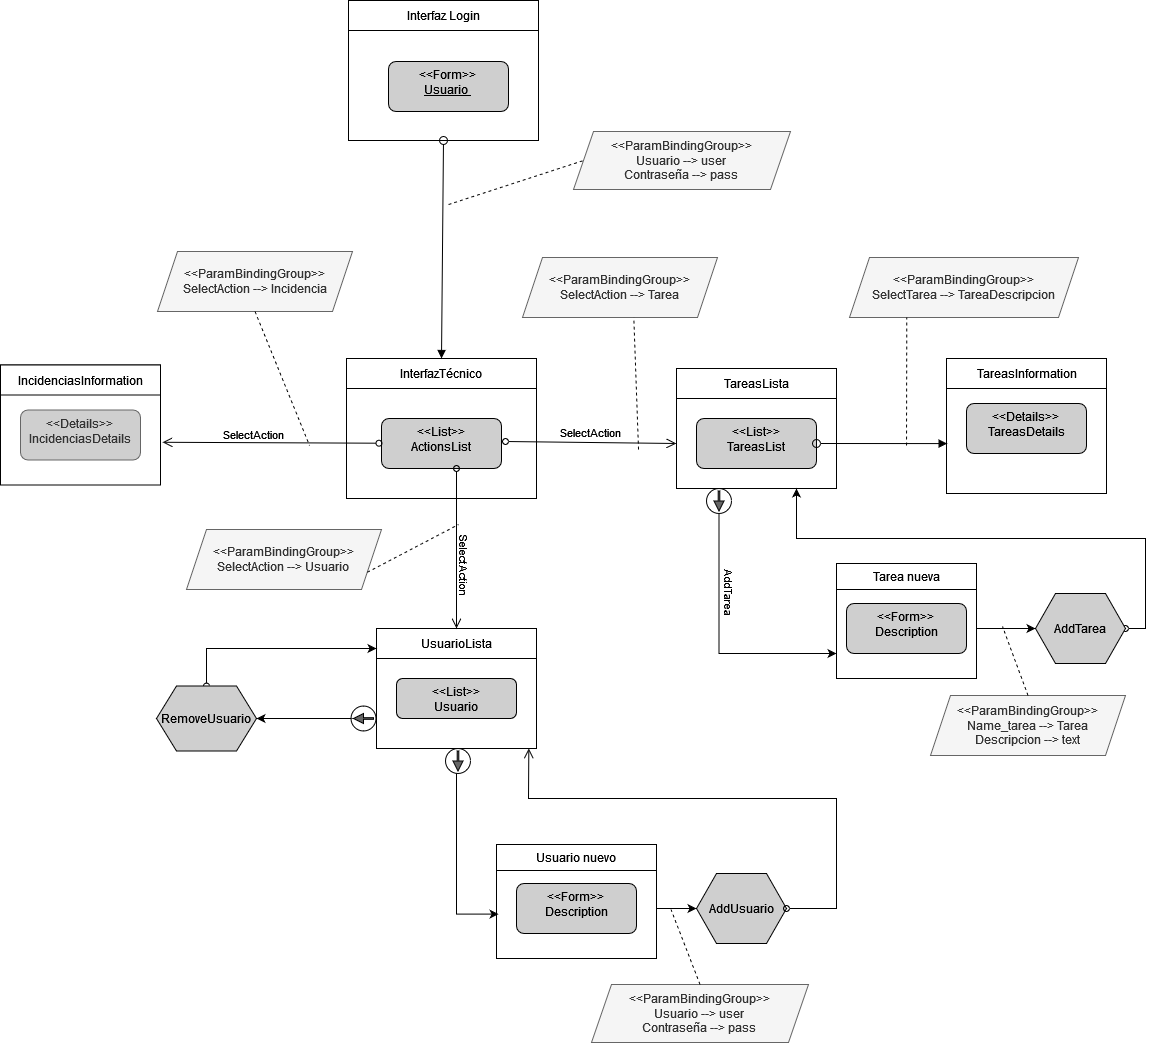 Interfaz Login
<<Form>>
Usuario
<<ParamBindingGroup>>
Usuario --> user
Contraseña --> pass
<<ParamBindingGroup>>
SelectAction --> Incidencia
<<ParamBindingGroup>>
SelectAction --> Tarea
<<ParamBindingGroup>>
SelectTarea --> TareaDescripcion
IncidenciasInformation
<<Details>>
IncidenciasDetails
SelectAction
InterfazTécnico
<<List>>
ActionsList
SelectAction
TareasLista
<<List>>
TareasList
TareasInformation
<<Details>>
TareasDetails
<<ParamBindingGroup>>
SelectAction --> Usuario
SelectAction
AddTarea
Tarea nueva
<<Form>>
Description
AddTarea
<<ParamBindingGroup>>
Name_tarea --> Tarea
Descripcion --> text
UsuarioLista
<<List>>
Usuario
RemoveUsuario
Usuario nuevo
<<Form>>
Description
AddUsuario
<<ParamBindingGroup>>
Usuario --> user
Contraseña --> pass